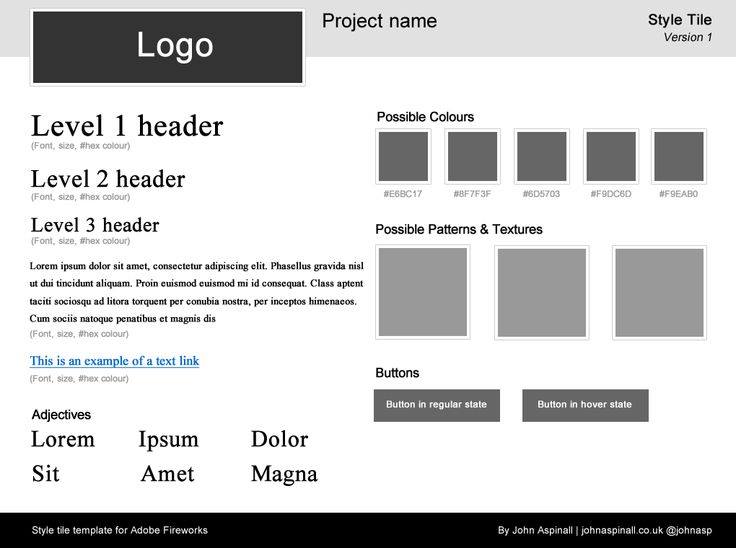 Logo
Project name
Style Tile
Version 1
Level 1 header
(Font, size, #hex colour)
Level 2 header
(Font, size, #hex colour)
Level 3 header
(Font, size, #hex colour)
Lorem ipsum dolor sit amet, consectetur adipiscing elit. Phasellus gravida nisl
ut dui tincidunt aliquam. Proin euismod euismod mi id consequat. Class aptent
taciti sociosqu ad litora torquent per conubia nostra, per inceptos himenaeos.
Cum sociis natoque penatibus et magnis dis
(Font, size, #hex colour)
This is an example of a text link
(Font, size, #hex colour)
Adjectives
Lorem Ipsum Dolor
Sit Amet Magna
Possible Colours
#E6BC17 #8F7F3F #6D5703 #F9DC6D #F9EAB0
Possible Patterns & Textures
Buttons
Button in regular state Button in hover state
Style tile template for Adobe Fireworks
By John Aspinall | johnaspinall.co.uk @johnasp